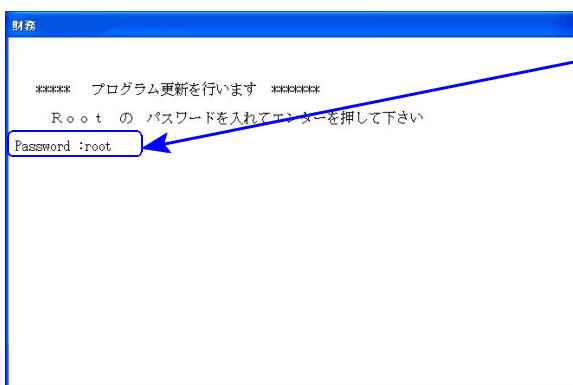 財務
***** プログラム更新を行います *******
Ｒｏｏｔ の パスワードを入れてエンターを押して下さい
Password :root